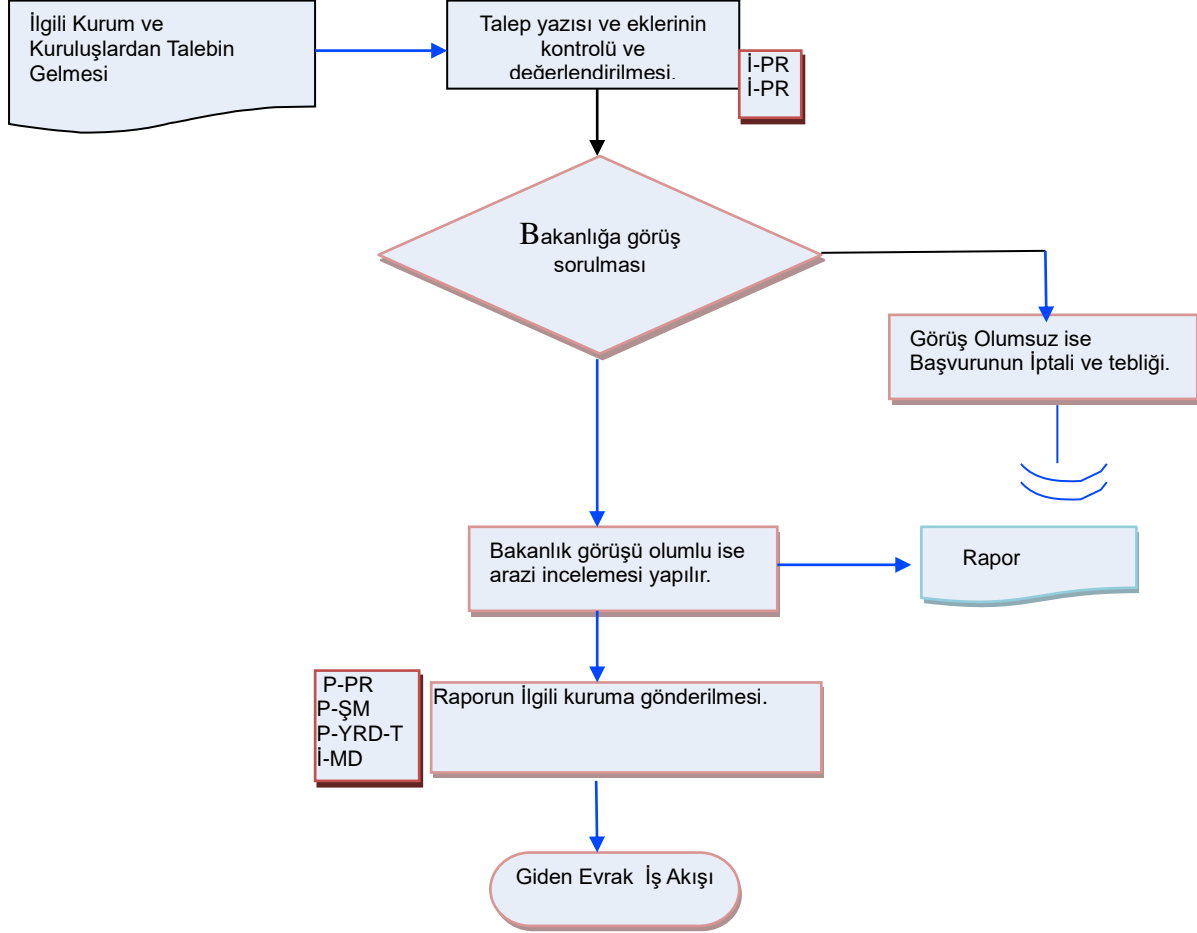 İlgili Kurum ve
Kuruluşlardan Talebin
Gelmesi
Talep yazısı ve eklerinin
kontrolü ve
değerlendirilmesi.
İ-PR
İ-PR
Bakanlığa görüş
sorulması
Görüş Olumsuz ise
Başvurunun İptali ve tebliği.
Bakanlık görüşü olumlu ise
arazi incelemesi yapılır.
Rapor
P-PR
P-ŞM
P-YRD-T
İ-MD
Raporun İlgili kuruma gönderilmesi.
Giden Evrak İş Akışı